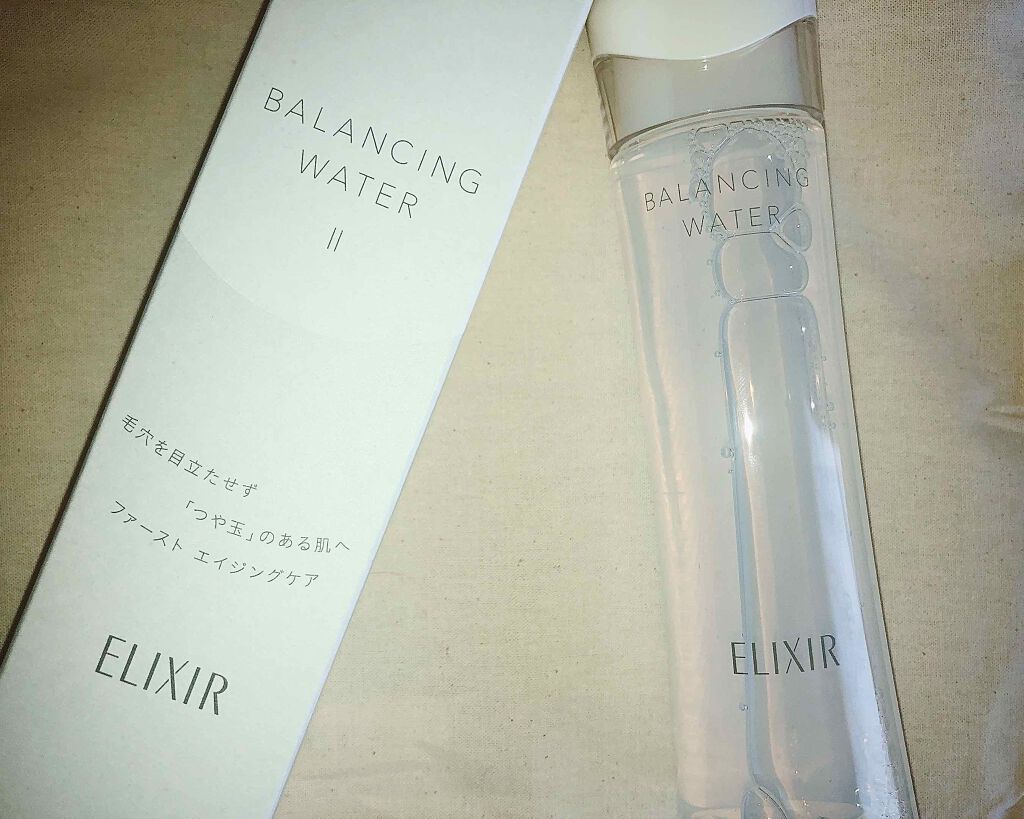 BALANCING
WATER
II
毛穴を目立たせず
「つや玉」のある肌へ
ファースト エイジングケア
ELIXIR
BALANCING
WATER
ELIXIR